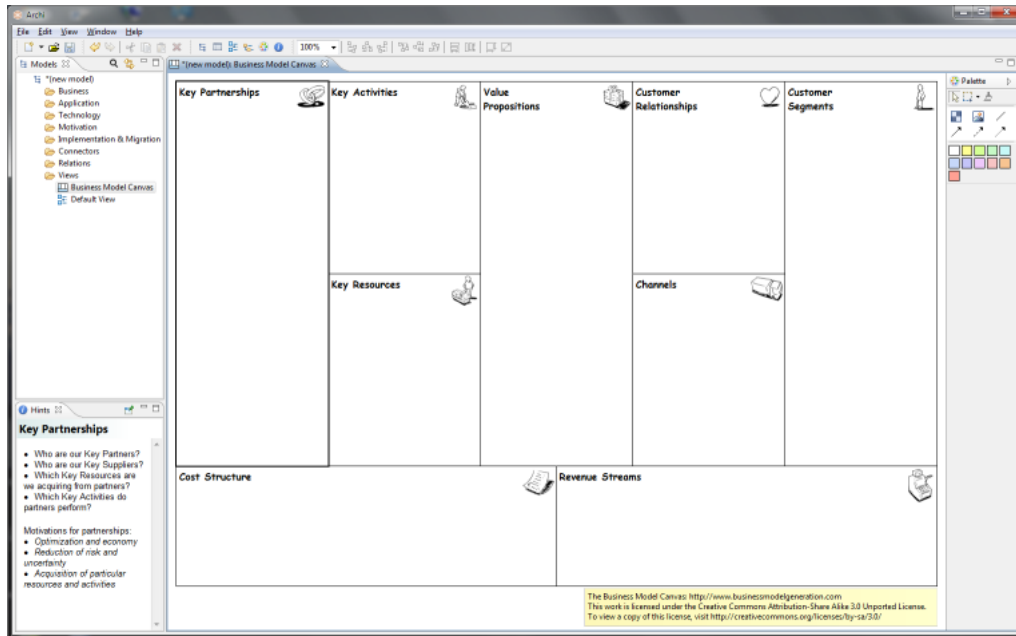 Archi
File Edit View Window Help
100%
Models
*(new model): Business Model Canvas
*(new model)
Business
Application
Technology
Motivation
Implementation & Migration
Connectors
Relations
Views
Business Model Canvas
Default View
Hints
Key Partnerships
• Who are our Key Partners?
• Who are our Key Suppliers?
• Which Key Resources are
we acquiring from partners?
• Which Key Activities do
partners perform?
Motivations for partnerships:
• Optimization and economy
• Reduction of risk and
uncertainty
• Acquisition of particular
resources and activities
Key Partnerships
Key Activities
Value
Propositions
Customer
Relationships
Customer
Segments
Key Resources
Channels
Cost Structure
Revenue Streams
The Business Model Canvas: http://www.businessmodelgeneration.com
This work is licensed under the Creative Commons Attribution-Share Alike 3.0 Unported License.
To view a copy of this license, visit http://creativecommons.org/licenses/by-sa/3.0/
Palette